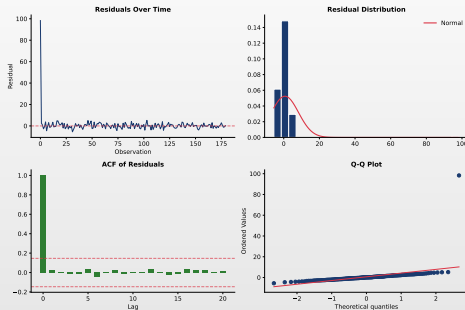 Residuals Over Time
Residual
100
80
60
40
20
0
0 25 50 75 100 125 150 175
Observation
Residual Distribution
Normal
0.14
0.12
0.10
0.08
0.06
0.04
0.02
0.00
0 20 40 60 80 100
ACF of Residuals
1.0
0.8
0.6
0.4
0.2
0.0
−0.2
0 5 10 15 20
Lag
Q-Q Plot
Ordered Values
100
80
60
40
20
0
−2 −1 0 1 2
Theoretical quantiles